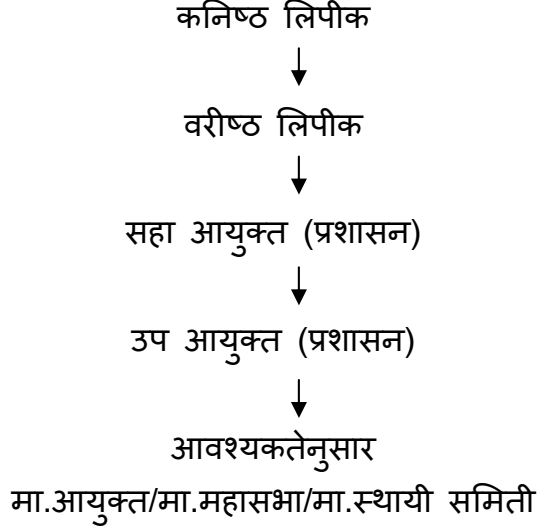 कनिष्ठ लिपीक
वरीष्ठ लिपीक
सहा आयुक्त (प्रशासन)
उप आयुक्त (प्रशासन)
आवश्यकतेनुसार
मा.आयुक्त/मा.महासभा/मा.स्थायी समिती